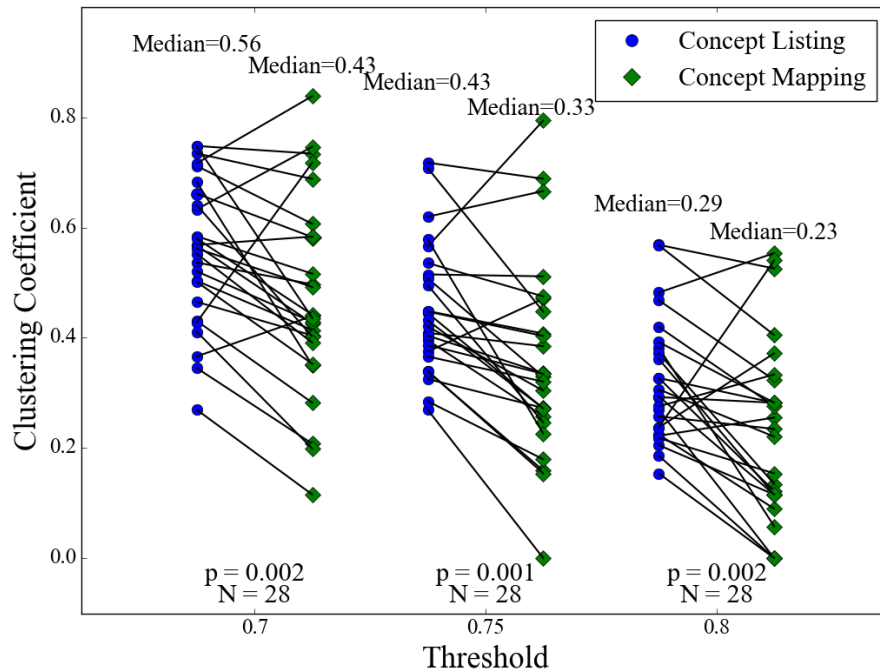 Median=0.56
Median=0.43
Median=0.43
Median=0.33
Median=0.29
Median=0.23
Concept Listing
Concept Mapping
Clustering Coefficient
0.8
0.6
0.4
0.2
0.0
p = 0.002
N = 28
p = 0.001
N = 28
p = 0.002
N = 28
0.7
0.75
0.8
Threshold